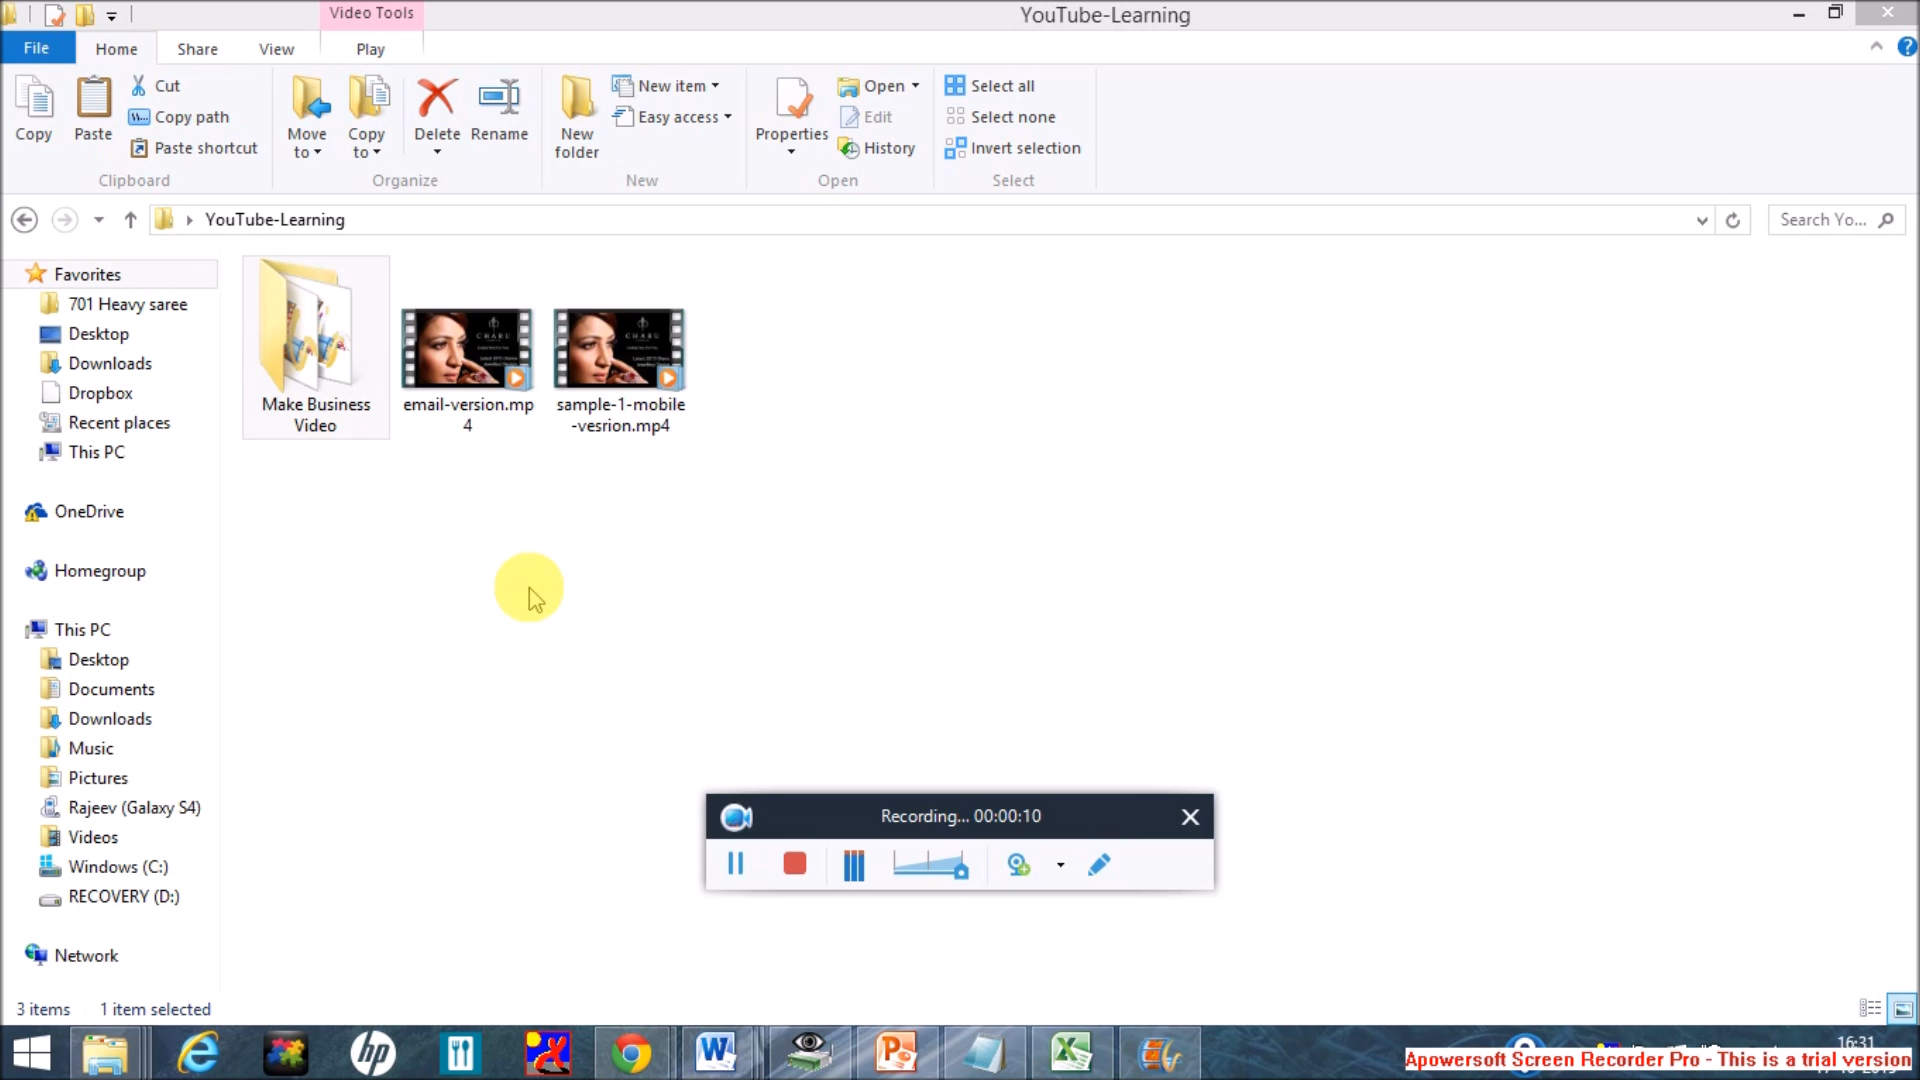 Video Tools
YouTube-Learning
File
Home
Share
View
Play
Copy
Paste
Cut
Copy path
Paste shortcut
Clipboard
Move to
Copy to
Delete
Rename
Organize
New folder
New item
Easy access
New
Properties
Open
Edit
History
Open
Select all
Select none
Invert selection
Select
YouTube-Learning
Search Yo...
Favorites
701 Heavy saree
Desktop
Downloads
Dropbox
Recent places
This PC
OneDrive
Homegroup
This PC
Desktop
Documents
Downloads
Music
Pictures
Rajeev (Galaxy S4)
Videos
Windows (C:)
RECOVERY (D:)
Network
Make Business
Video
CHARU
email-version.mp
4
CHARU
sample-1-mobile
-vesrion.mp4
Recording... 00:00:10
3 items
1 item selected
16:31
Apowersoft Screen Recorder Pro - This is a trial version